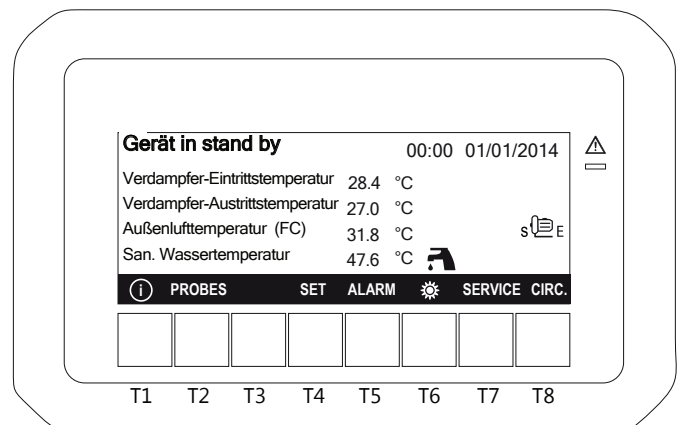 Gerät in stand by 00:00 01/01/2014
Verdampfer-Eintrittstemperatur 28.4 °C
Verdampfer-Austrittstemperatur 27.0 °C
Außenlufttemperatur (FC) 31.8 °C
S E
San. Wassertemperatur 47.6 °C
i PROBES SET ALARM SERVICE CIRC.
T1 T2 T3 T4 T5 T6 T7 T8